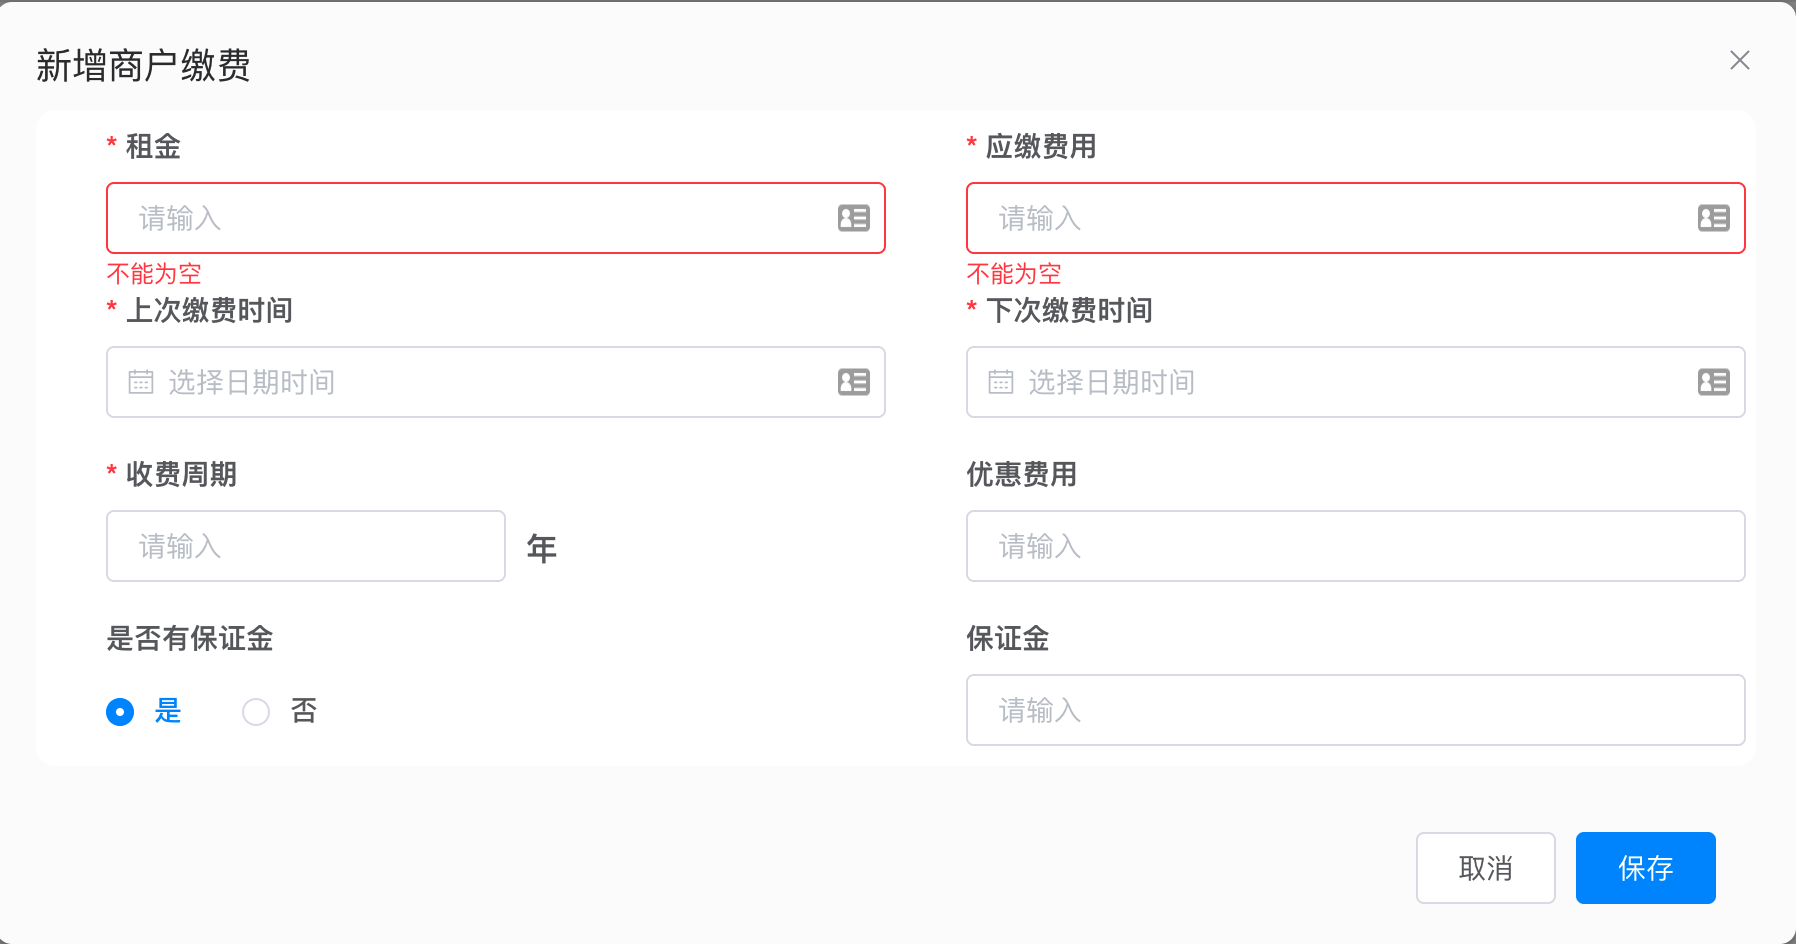 新增商户缴费
* 租金
* 应缴费用
请输入
请输入
不能为空
不能为空
* 上次缴费时间
* 下次缴费时间
选择日期时间
选择日期时间
* 收费周期
优惠费用
请输入
年
请输入
是否有保证金
保证金
是
否
请输入
取消
保存